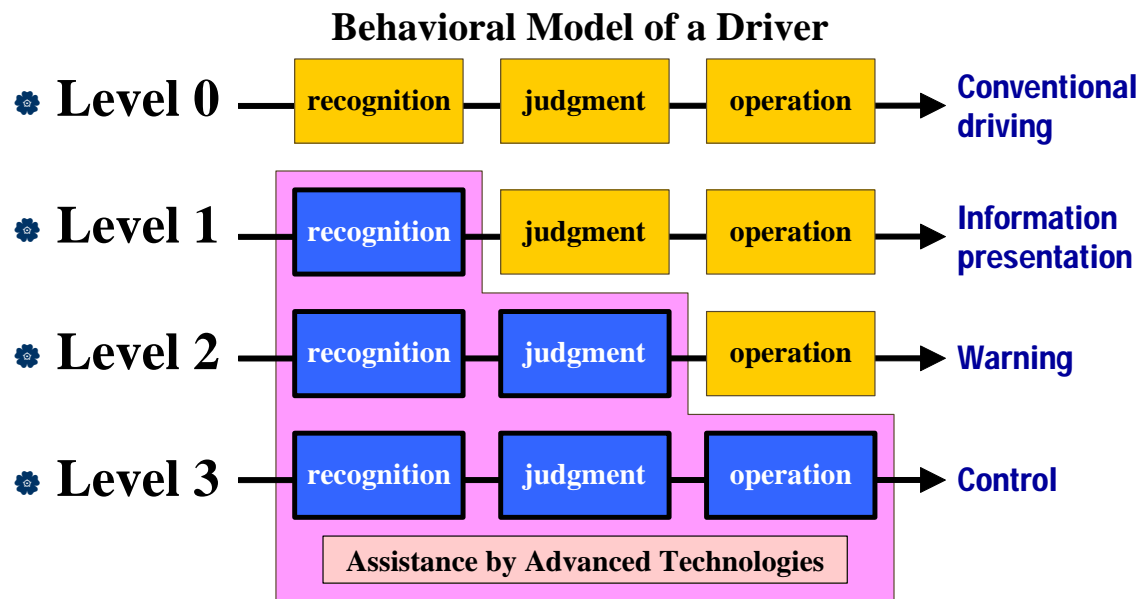 Behavioral Model of a Driver
Level 0
recognition
judgment
operation
Conventional
driving
Level 1
recognition
judgment
operation
Information
presentation
Level 2
recognition
judgment
operation
Warning
Level 3
recognition
judgment
operation
Control
Assistance by Advanced Technologies